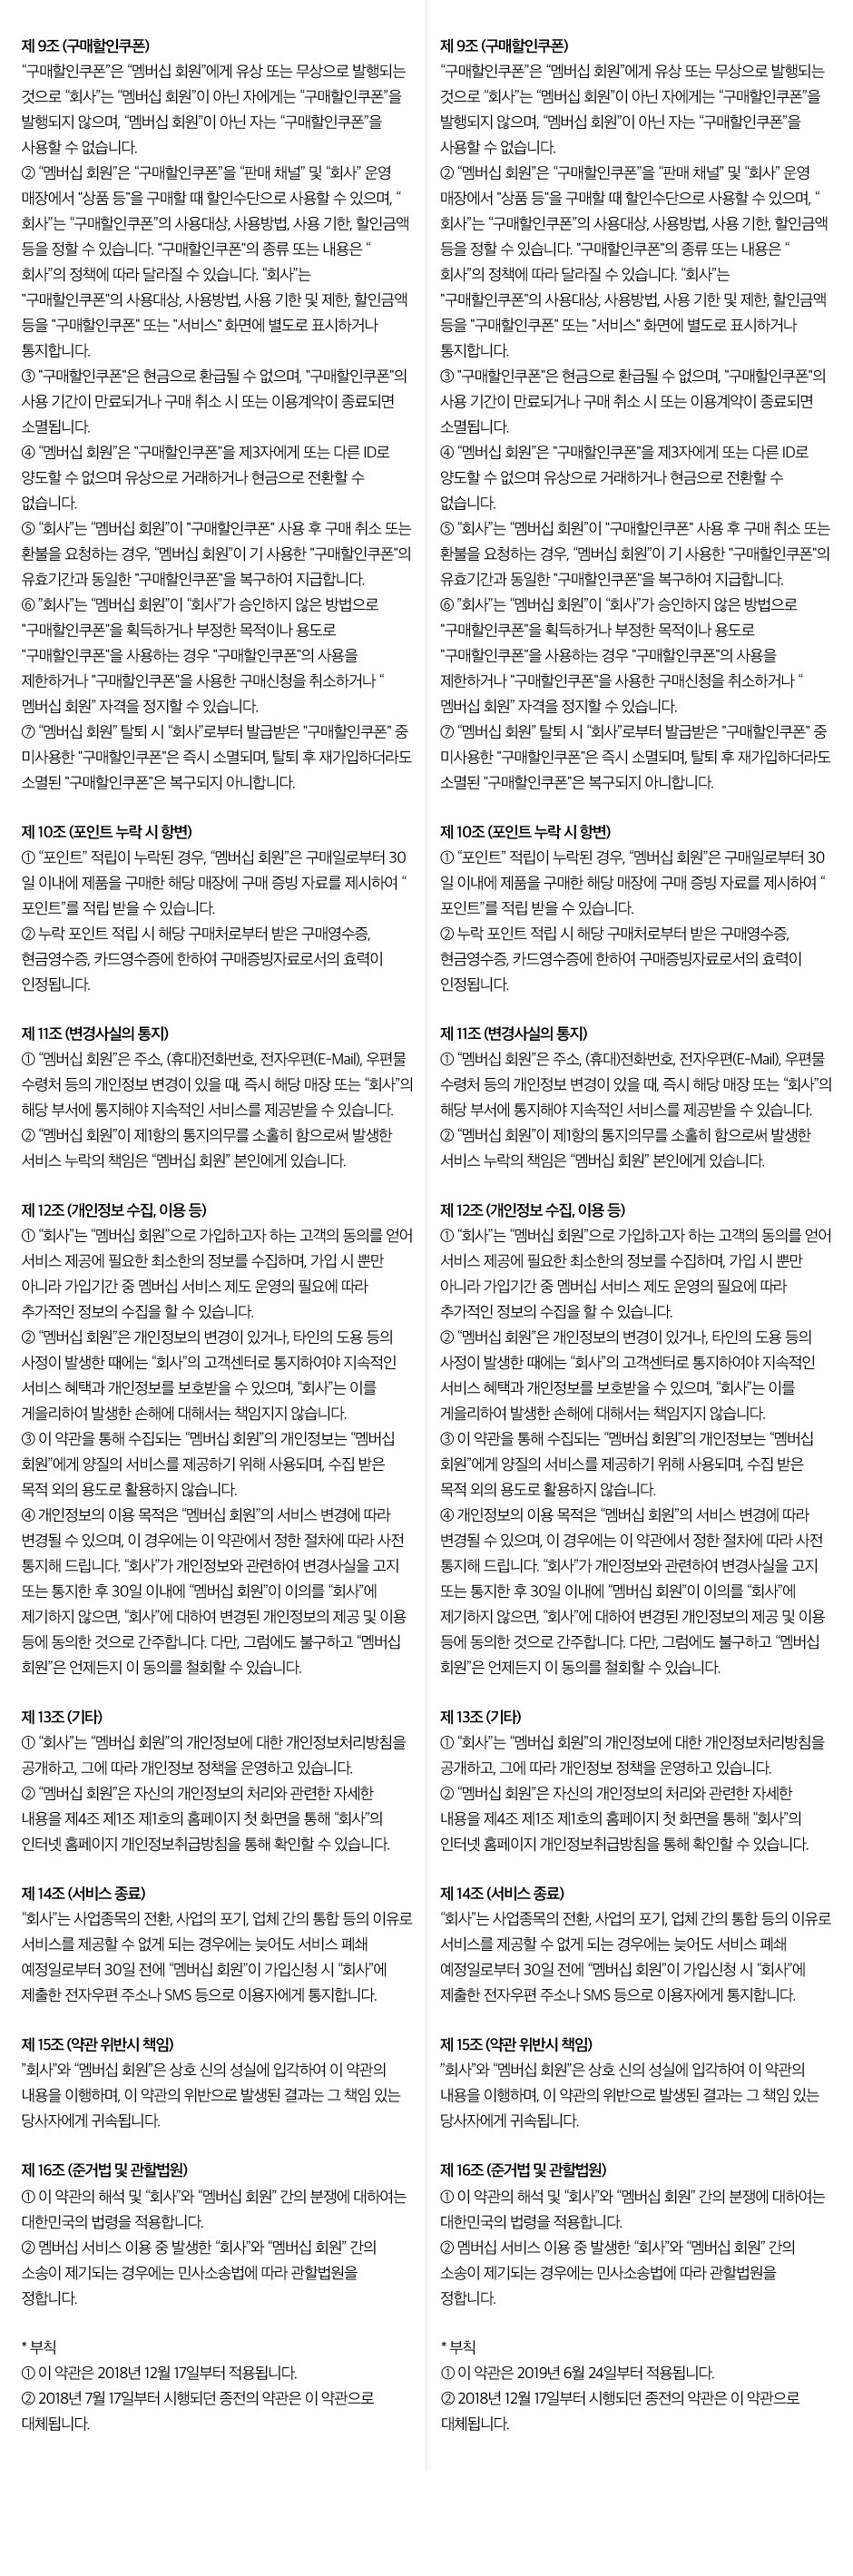 제 9조 (구매할인쿠폰)
“구매할인쿠폰”은 “멤버십 회원”에게 유상 또는 무상으로 발행되는
것으로 “회사”는 “멤버십 회원”이 아닌 자에게는 “구매할인쿠폰”을
발행되지 않으며, “멤버십 회원”이 아닌 자는 “구매할인쿠폰”을
사용할 수 없습니다.
② “멤버십 회원”은 “구매할인쿠폰”을 “판매 채널” 및 “회사” 운영
매장에서 "상품 등"을 구매할 때 할인수단으로 사용할 수 있으며, “
회사”는 “구매할인쿠폰”의 사용대상, 사용방법, 사용 기한, 할인금액
등을 정할 수 있습니다. "구매할인쿠폰"의 종류 또는 내용은 “
회사”의 정책에 따라 달라질 수 있습니다. “회사”는
"구매할인쿠폰"의 사용대상, 사용방법, 사용 기한 및 제한, 할인금액
등을 "구매할인쿠폰" 또는 "서비스" 화면에 별도로 표시하거나
통지합니다.
③ "구매할인쿠폰"은 현금으로 환급될 수 없으며, "구매할인쿠폰"의
사용 기간이 만료되거나 구매 취소 시 또는 이용계약이 종료되면
소멸됩니다.
④ “멤버십 회원”은 "구매할인쿠폰"을 제3자에게 또는 다른 ID로
양도할 수 없으며 유상으로 거래하거나 현금으로 전환할 수
없습니다.
⑤ “회사”는 “멤버십 회원”이 "구매할인쿠폰" 사용 후 구매 취소 또는
환불을 요청하는 경우, “멤버십 회원”이 기 사용한 "구매할인쿠폰"의
유효기간과 동일한 "구매할인쿠폰"을 복구하여 지급합니다.
⑥ ”회사”는 “멤버십 회원”이 “회사”가 승인하지 않은 방법으로
"구매할인쿠폰"을 획득하거나 부정한 목적이나 용도로
"구매할인쿠폰"을 사용하는 경우 "구매할인쿠폰"의 사용을
제한하거나 "구매할인쿠폰"을 사용한 구매신청을 취소하거나 “
멤버십 회원” 자격을 정지할 수 있습니다.
⑦ “멤버십 회원” 탈퇴 시 “회사”로부터 발급받은 "구매할인쿠폰" 중
미사용한 "구매할인쿠폰"은 즉시 소멸되며, 탈퇴 후 재가입하더라도
소멸된 "구매할인쿠폰"은 복구되지 아니합니다.
제 10조 (포인트 누락 시 항변)
① “포인트” 적립이 누락된 경우, “멤버십 회원”은 구매일로부터 30
일 이내에 제품을 구매한 해당 매장에 구매 증빙 자료를 제시하여 “
포인트”를 적립 받을 수 있습니다.
② 누락 포인트 적립 시 해당 구매처로부터 받은 구매영수증,
현금영수증, 카드영수증에 한하여 구매증빙자료로서의 효력이
인정됩니다.
제 11조 (변경사실의 통지)
① “멤버십 회원”은 주소, (휴대)전화번호, 전자우편(E-Mail), 우편물
수령처 등의 개인정보 변경이 있을 때, 즉시 해당 매장 또는 “회사”의
해당 부서에 통지해야 지속적인 서비스를 제공받을 수 있습니다.
② “멤버십 회원”이 제1항의 통지의무를 소홀히 함으로써 발생한
서비스 누락의 책임은 “멤버십 회원” 본인에게 있습니다.
제 12조 (개인정보 수집, 이용 등)
① “회사”는 “멤버십 회원”으로 가입하고자 하는 고객의 동의를 얻어
서비스 제공에 필요한 최소한의 정보를 수집하며, 가입 시 뿐만
아니라 가입기간 중 멤버십 서비스 제도 운영의 필요에 따라
추가적인 정보의 수집을 할 수 있습니다.
② “멤버십 회원”은 개인정보의 변경이 있거나, 타인의 도용 등의
사정이 발생한 때에는 “회사”의 고객센터로 통지하여야 지속적인
서비스 혜택과 개인정보를 보호받을 수 있으며, “회사”는 이를
게을리하여 발생한 손해에 대해서는 책임지지 않습니다.
③ 이 약관을 통해 수집되는 “멤버십 회원”의 개인정보는 “멤버십
회원”에게 양질의 서비스를 제공하기 위해 사용되며, 수집 받은
목적 외의 용도로 활용하지 않습니다.
④ 개인정보의 이용 목적은 “멤버십 회원”의 서비스 변경에 따라
변경될 수 있으며, 이 경우에는 이 약관에서 정한 절차에 따라 사전
통지해 드립니다. “회사”가 개인정보와 관련하여 변경사실을 고지
또는 통지한 후 30일 이내에 “멤버십 회원”이 이의를 “회사”에
제기하지 않으면, “회사”에 대하여 변경된 개인정보의 제공 및 이용
등에 동의한 것으로 간주합니다. 다만, 그럼에도 불구하고 “멤버십
회원”은 언제든지 이 동의를 철회할 수 있습니다.
제 13조 (기타)
① “회사”는 “멤버십 회원”의 개인정보에 대한 개인정보처리방침을
공개하고, 그에 따라 개인정보 정책을 운영하고 있습니다.
② “멤버십 회원”은 자신의 개인정보의 처리와 관련한 자세한
내용을 제4조 제1조 제1호의 홈페이지 첫 화면을 통해 “회사”의
인터넷 홈페이지 개인정보취급방침을 통해 확인할 수 있습니다.
제 14조 (서비스 종료)
“회사”는 사업종목의 전환, 사업의 포기, 업체 간의 통합 등의 이유로
서비스를 제공할 수 없게 되는 경우에는 늦어도 서비스 폐쇄
예정일로부터 30일 전에 “멤버십 회원”이 가입신청 시 “회사”에
제출한 전자우편 주소나 SMS 등으로 이용자에게 통지합니다.
제 15조 (약관 위반시 책임)
”회사”와 “멤버십 회원”은 상호 신의 성실에 입각하여 이 약관의
내용을 이행하며, 이 약관의 위반으로 발생된 결과는 그 책임 있는
당사자에게 귀속됩니다.
제 16조 (준거법 및 관할법원)
① 이 약관의 해석 및 “회사”와 “멤버십 회원” 간의 분쟁에 대하여는
대한민국의 법령을 적용합니다.
② 멤버십 서비스 이용 중 발생한 “회사”와 “멤버십 회원” 간의
소송이 제기되는 경우에는 민사소송법에 따라 관할법원을
정합니다.
* 부칙
① 이 약관은 2018년 12월 17일부터 적용됩니다.
② 2018년 7월 17일부터 시행되던 종전의 약관은 이 약관으로
대체됩니다.
제 9조 (구매할인쿠폰)
“구매할인쿠폰”은 “멤버십 회원”에게 유상 또는 무상으로 발행되는
것으로 “회사”는 “멤버십 회원”이 아닌 자에게는 “구매할인쿠폰”을
발행되지 않으며, “멤버십 회원”이 아닌 자는 “구매할인쿠폰”을
사용할 수 없습니다.
② “멤버십 회원”은 “구매할인쿠폰”을 “판매 채널” 및 “회사” 운영
매장에서 "상품 등"을 구매할 때 할인수단으로 사용할 수 있으며, “
회사”는 “구매할인쿠폰”의 사용대상, 사용방법, 사용 기한, 할인금액
등을 정할 수 있습니다. "구매할인쿠폰"의 종류 또는 내용은 “
회사”의 정책에 따라 달라질 수 있습니다. “회사”는
"구매할인쿠폰"의 사용대상, 사용방법, 사용 기한 및 제한, 할인금액
등을 "구매할인쿠폰" 또는 "서비스" 화면에 별도로 표시하거나
통지합니다.
③ "구매할인쿠폰"은 현금으로 환급될 수 없으며, "구매할인쿠폰"의
사용 기간이 만료되거나 구매 취소 시 또는 이용계약이 종료되면
소멸됩니다.
④ “멤버십 회원”은 "구매할인쿠폰"을 제3자에게 또는 다른 ID로
양도할 수 없으며 유상으로 거래하거나 현금으로 전환할 수
없습니다.
⑤ “회사”는 “멤버십 회원”이 "구매할인쿠폰" 사용 후 구매 취소 또는
환불을 요청하는 경우, “멤버십 회원”이 기 사용한 "구매할인쿠폰"의
유효기간과 동일한 "구매할인쿠폰"을 복구하여 지급합니다.
⑥ ”회사”는 “멤버십 회원”이 “회사”가 승인하지 않은 방법으로
"구매할인쿠폰"을 획득하거나 부정한 목적이나 용도로
"구매할인쿠폰"을 사용하는 경우 "구매할인쿠폰"의 사용을
제한하거나 "구매할인쿠폰"을 사용한 구매신청을 취소하거나 “
멤버십 회원” 자격을 정지할 수 있습니다.
⑦ “멤버십 회원” 탈퇴 시 “회사”로부터 발급받은 "구매할인쿠폰" 중
미사용한 "구매할인쿠폰"은 즉시 소멸되며, 탈퇴 후 재가입하더라도
소멸된 "구매할인쿠폰"은 복구되지 아니합니다.
제 10조 (포인트 누락 시 항변)
① “포인트” 적립이 누락된 경우, “멤버십 회원”은 구매일로부터 30
일 이내에 제품을 구매한 해당 매장에 구매 증빙 자료를 제시하여 “
포인트”를 적립 받을 수 있습니다.
② 누락 포인트 적립 시 해당 구매처로부터 받은 구매영수증,
현금영수증, 카드영수증에 한하여 구매증빙자료로서의 효력이
인정됩니다.
제 11조 (변경사실의 통지)
① “멤버십 회원”은 주소, (휴대)전화번호, 전자우편(E-Mail), 우편물
수령처 등의 개인정보 변경이 있을 때, 즉시 해당 매장 또는 “회사”의
해당 부서에 통지해야 지속적인 서비스를 제공받을 수 있습니다.
② “멤버십 회원”이 제1항의 통지의무를 소홀히 함으로써 발생한
서비스 누락의 책임은 “멤버십 회원” 본인에게 있습니다.
제 12조 (개인정보 수집, 이용 등)
① “회사”는 “멤버십 회원”으로 가입하고자 하는 고객의 동의를 얻어
서비스 제공에 필요한 최소한의 정보를 수집하며, 가입 시 뿐만
아니라 가입기간 중 멤버십 서비스 제도 운영의 필요에 따라
추가적인 정보의 수집을 할 수 있습니다.
② “멤버십 회원”은 개인정보의 변경이 있거나, 타인의 도용 등의
사정이 발생한 때에는 “회사”의 고객센터로 통지하여야 지속적인
서비스 혜택과 개인정보를 보호받을 수 있으며, “회사”는 이를
게을리하여 발생한 손해에 대해서는 책임지지 않습니다.
③ 이 약관을 통해 수집되는 “멤버십 회원”의 개인정보는 “멤버십
회원”에게 양질의 서비스를 제공하기 위해 사용되며, 수집 받은
목적 외의 용도로 활용하지 않습니다.
④ 개인정보의 이용 목적은 “멤버십 회원”의 서비스 변경에 따라
변경될 수 있으며, 이 경우에는 이 약관에서 정한 절차에 따라 사전
통지해 드립니다. “회사”가 개인정보와 관련하여 변경사실을 고지
또는 통지한 후 30일 이내에 “멤버십 회원”이 이의를 “회사”에
제기하지 않으면, “회사”에 대하여 변경된 개인정보의 제공 및 이용
등에 동의한 것으로 간주합니다. 다만, 그럼에도 불구하고 “멤버십
회원”은 언제든지 이 동의를 철회할 수 있습니다.
제 13조 (기타)
① “회사”는 “멤버십 회원”의 개인정보에 대한 개인정보처리방침을
공개하고, 그에 따라 개인정보 정책을 운영하고 있습니다.
② “멤버십 회원”은 자신의 개인정보의 처리와 관련한 자세한
내용을 제4조 제1조 제1호의 홈페이지 첫 화면을 통해 “회사”의
인터넷 홈페이지 개인정보취급방침을 통해 확인할 수 있습니다.
제 14조 (서비스 종료)
“회사”는 사업종목의 전환, 사업의 포기, 업체 간의 통합 등의 이유로
서비스를 제공할 수 없게 되는 경우에는 늦어도 서비스 폐쇄
예정일로부터 30일 전에 “멤버십 회원”이 가입신청 시 “회사”에
제출한 전자우편 주소나 SMS 등으로 이용자에게 통지합니다.
제 15조 (약관 위반시 책임)
”회사”와 “멤버십 회원”은 상호 신의 성실에 입각하여 이 약관의
내용을 이행하며, 이 약관의 위반으로 발생된 결과는 그 책임 있는
당사자에게 귀속됩니다.
제 16조 (준거법 및 관할법원)
① 이 약관의 해석 및 “회사”와 “멤버십 회원” 간의 분쟁에 대하여는
대한민국의 법령을 적용합니다.
② 멤버십 서비스 이용 중 발생한 “회사”와 “멤버십 회원” 간의
소송이 제기되는 경우에는 민사소송법에 따라 관할법원을
정합니다.
* 부칙
① 이 약관은 2019년 6월 24일부터 적용됩니다.
② 2018년 12월 17일부터 시행되던 종전의 약관은 이 약관으로
대체됩니다.